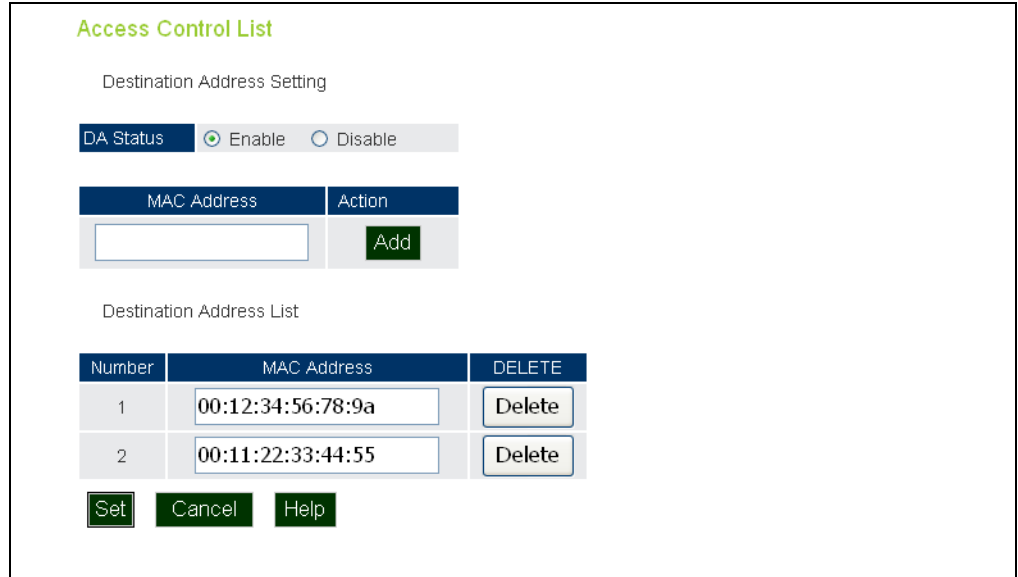 Access Control List
Destination Address Setting
DA Status Enable Disable
MAC Address Action
Add
Destination Address List
Number MAC Address DELETE
1 00:12:34:56:78:9a Delete
2 00:11:22:33:44:55 Delete
Set Cancel Help